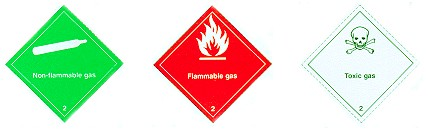 Non-flammable gas
2
Flammable gas
2
Toxic gas
2